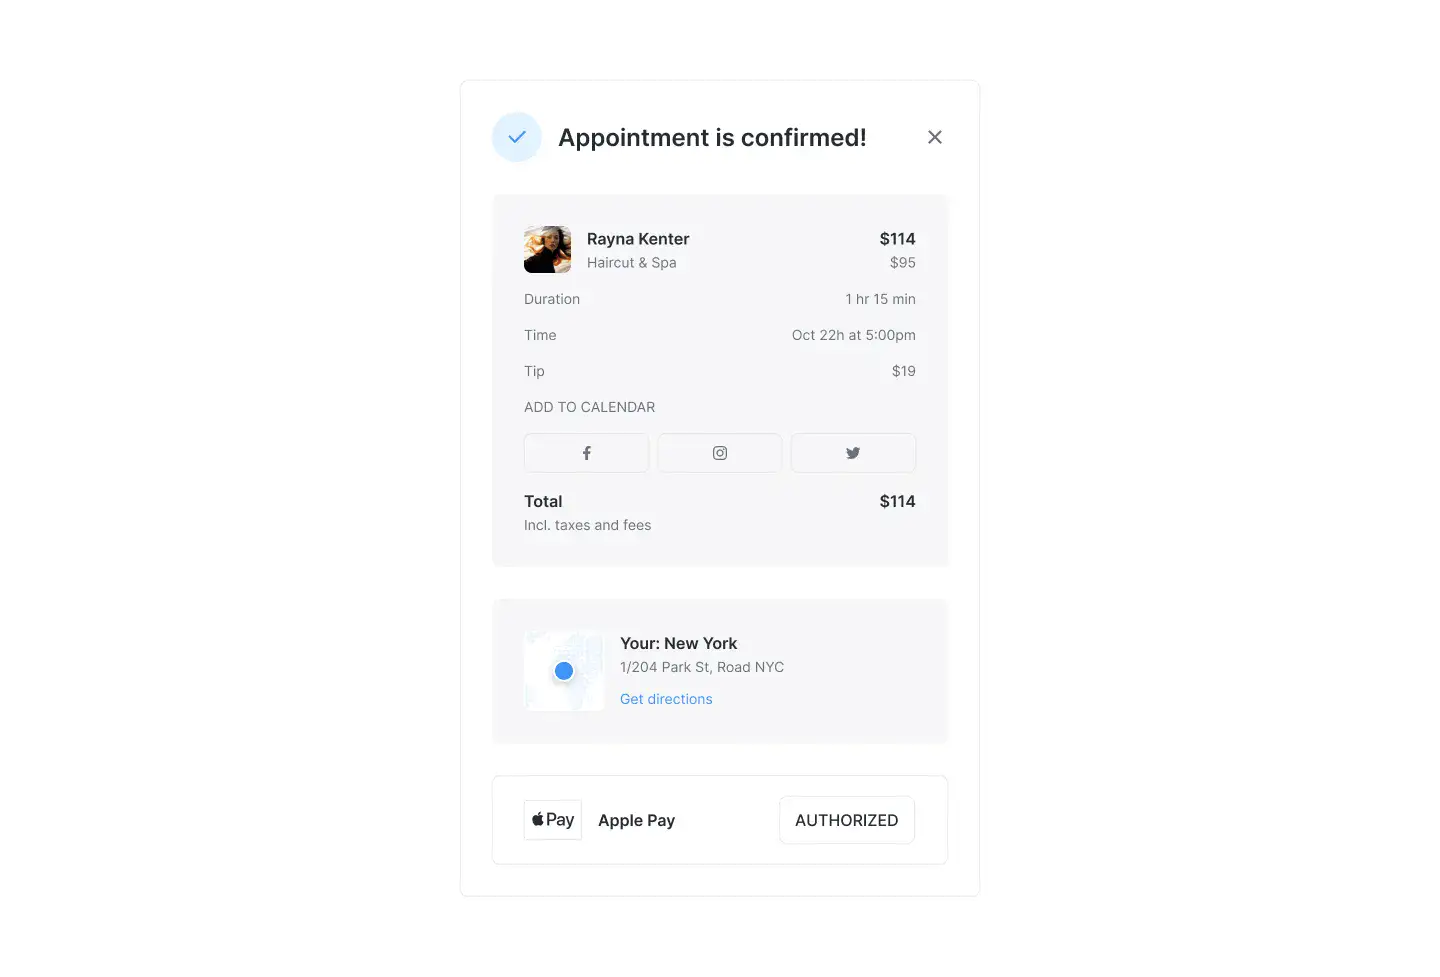 Appointment is confirmed!
Rayna Kenter $114
Haircut & Spa $95
Duration 1 hr 15 min
Time Oct 22h at 5:00pm
Tip $19
ADD TO CALENDAR
Total $114
Incl. taxes and fees
Your: New York
1/204 Park St, Road NYC
Get directions
Pay Apple Pay AUTHORIZED